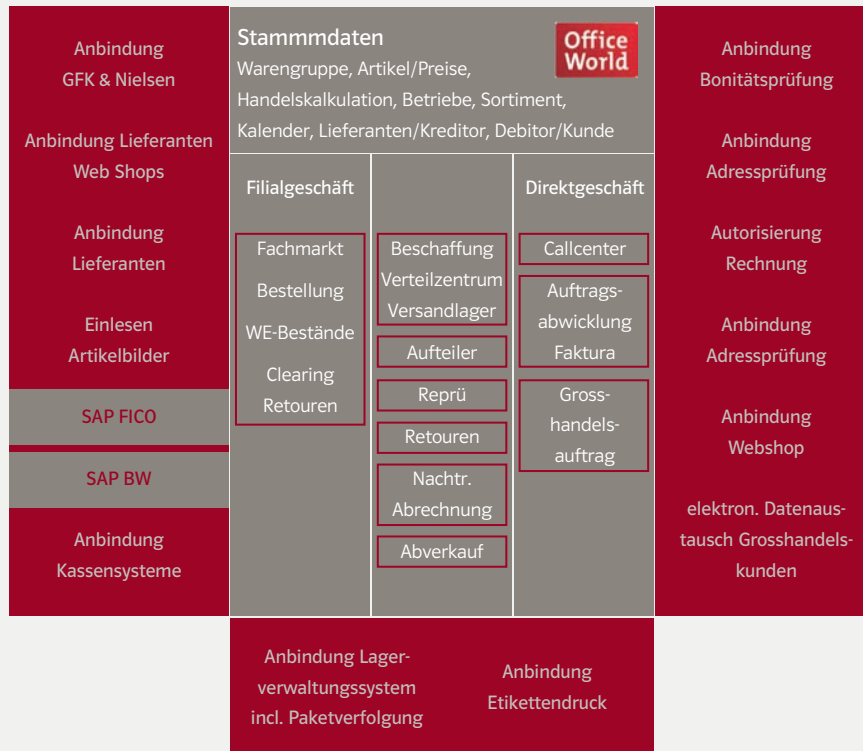 Anbindung
GFK & Nielsen
Anbindung Lieferanten
Web Shops
Anbindung
Lieferanten
Einlesen
Artikelbilder
SAP FICO
SAP BW
Anbindung
Kassensysteme
Stammmdaten
Warengruppe, Artikel/Preise,
Handelskalkulation, Betriebe, Sortiment,
Kalender, Lieferanten/Kreditor, Debitor/Kunde
Office
World
Filialgeschäft
Fachmarkt
Bestellung
WE-Bestände
Clearing
Retouren
Beschaffung
Verteilzentrum
Versandlager
Aufteiler
Reprü
Retouren
Nachtr.
Abrechnung
Abverkauf
Direktgeschäft
Callcenter
Auftrags-
abwicklung
Faktura
Gross-
handels-
auftrag
Anbindung
Bonitätsprüfung
Anbindung
Adressprüfung
Autorisierung
Rechnung
Anbindung
Adressprüfung
Anbindung
Webshop
elektron. Datenaus-
tausch Grosshandels-
kunden
Anbindung Lager-
verwaltungssystem
incl. Paketverfolgung
Anbindung
Etikettendruck